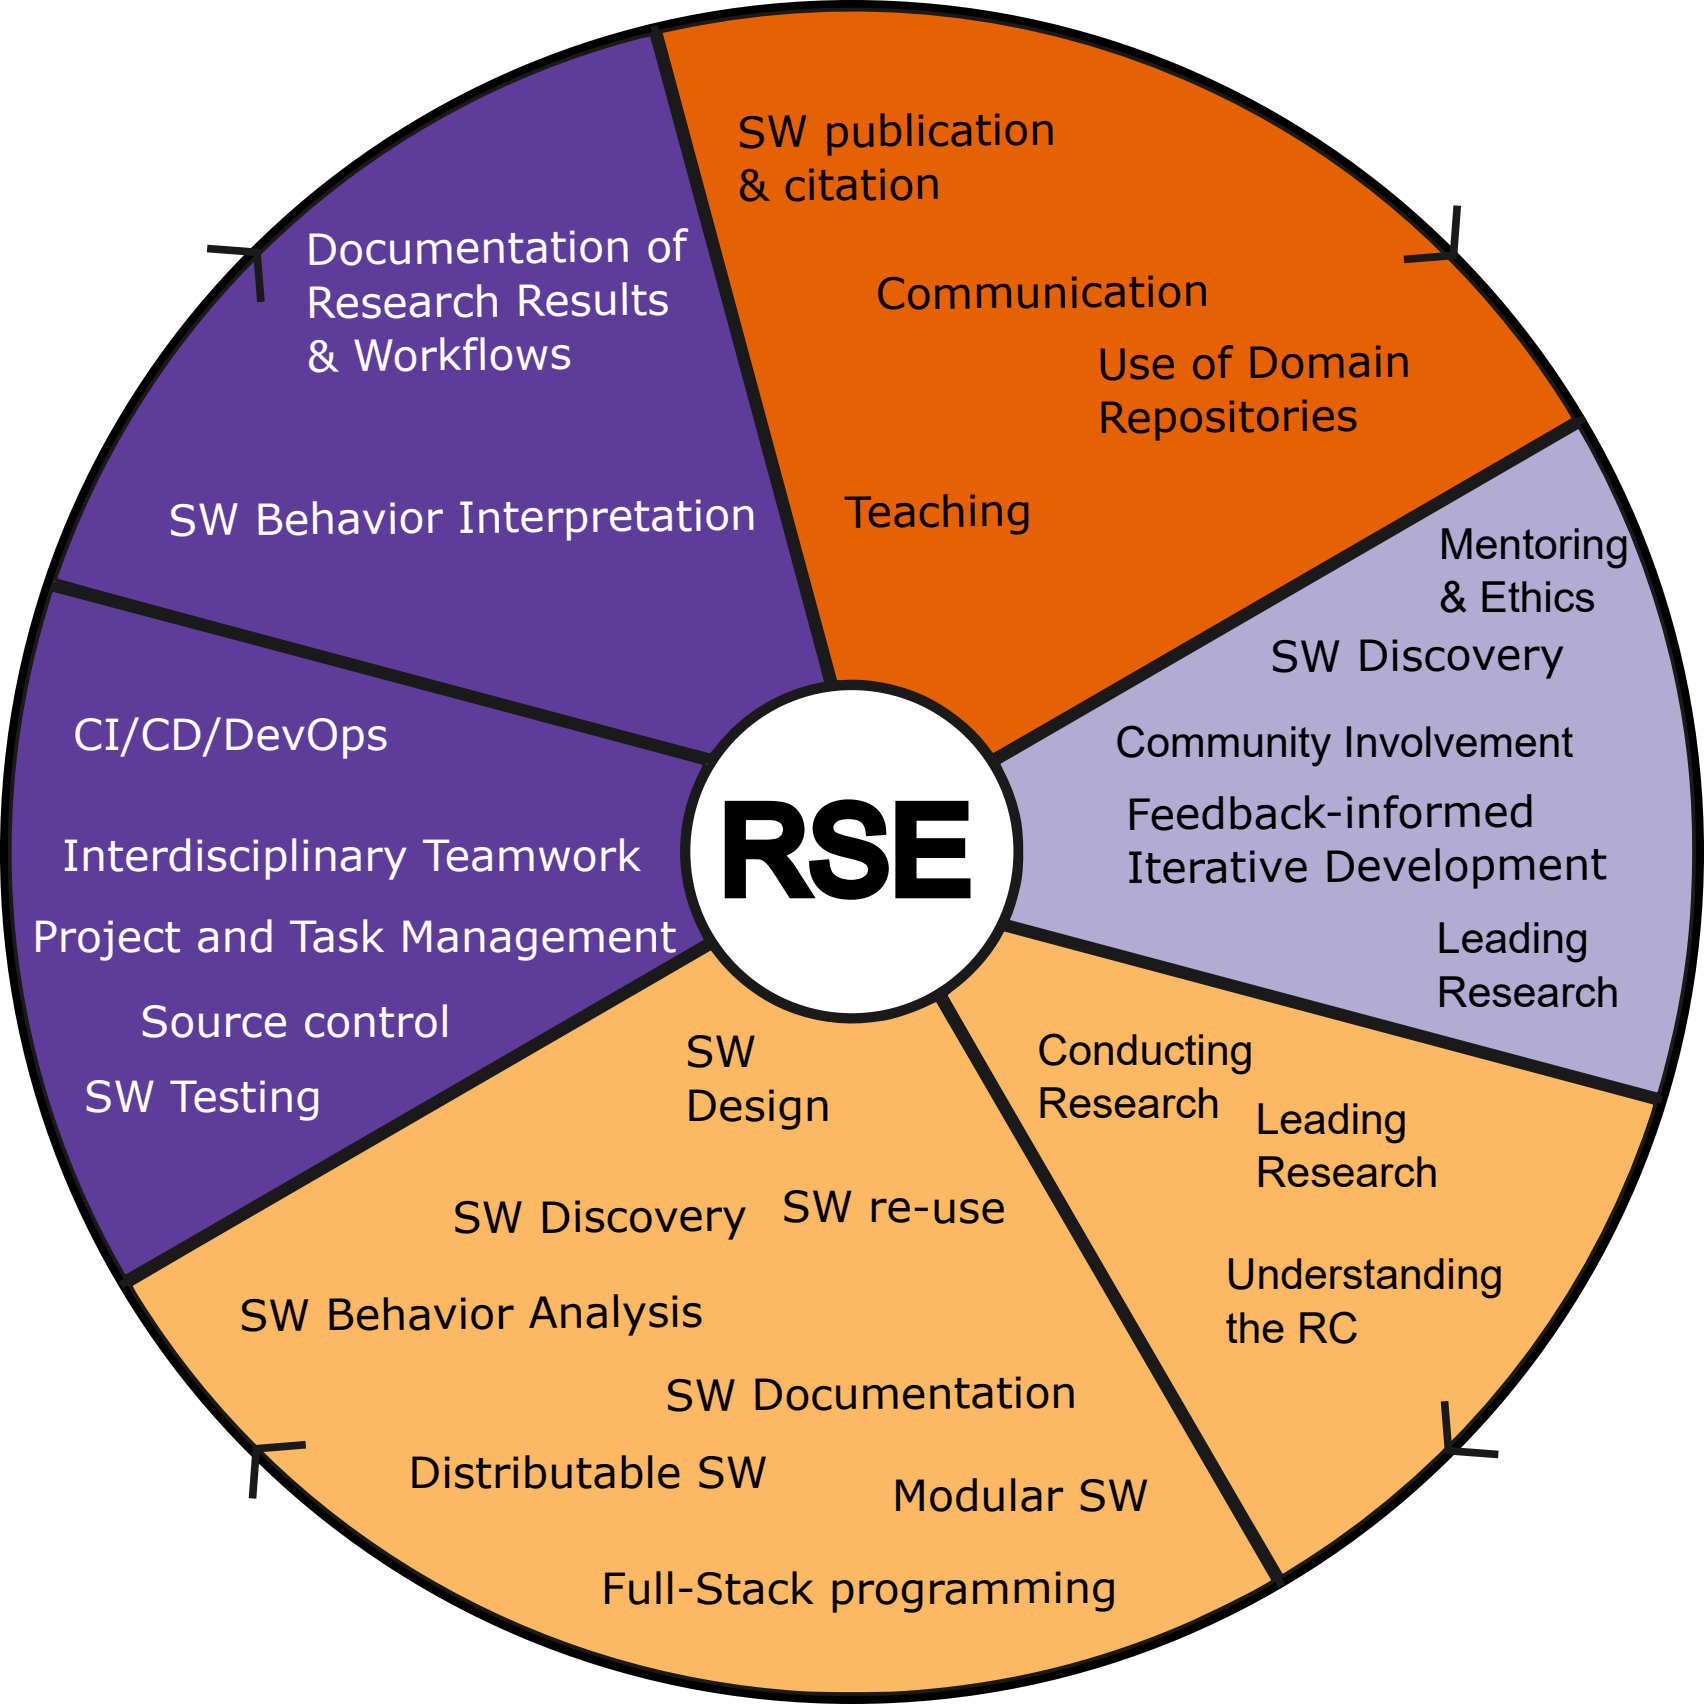 SW publication
& citation
Communication
Use of Domain
Repositories
Teaching
Mentoring
& Ethics
SW Discovery
Community Involvement
Feedback-informed
Iterative Development
Leading
Research
Conducting
Research
Leading
Research
Understanding
the RC
SW
Design
SW Discovery
SW re-use
SW Behavior Analysis
SW Documentation
Distributable SW
Modular SW
Full-Stack programming
CI/CD/DevOps
Interdisciplinary Teamwork
Project and Task Management
Source control
SW Testing
Documentation of
Research Results
& Workflows
SW Behavior Interpretation
RSE